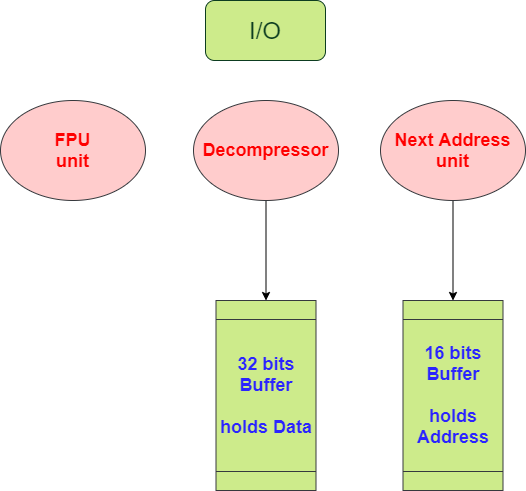 I/O
FPU
unit
Decompressor
Next Address
unit
32 bits
Buffer
holds Data
16 bits
Buffer
holds
Address